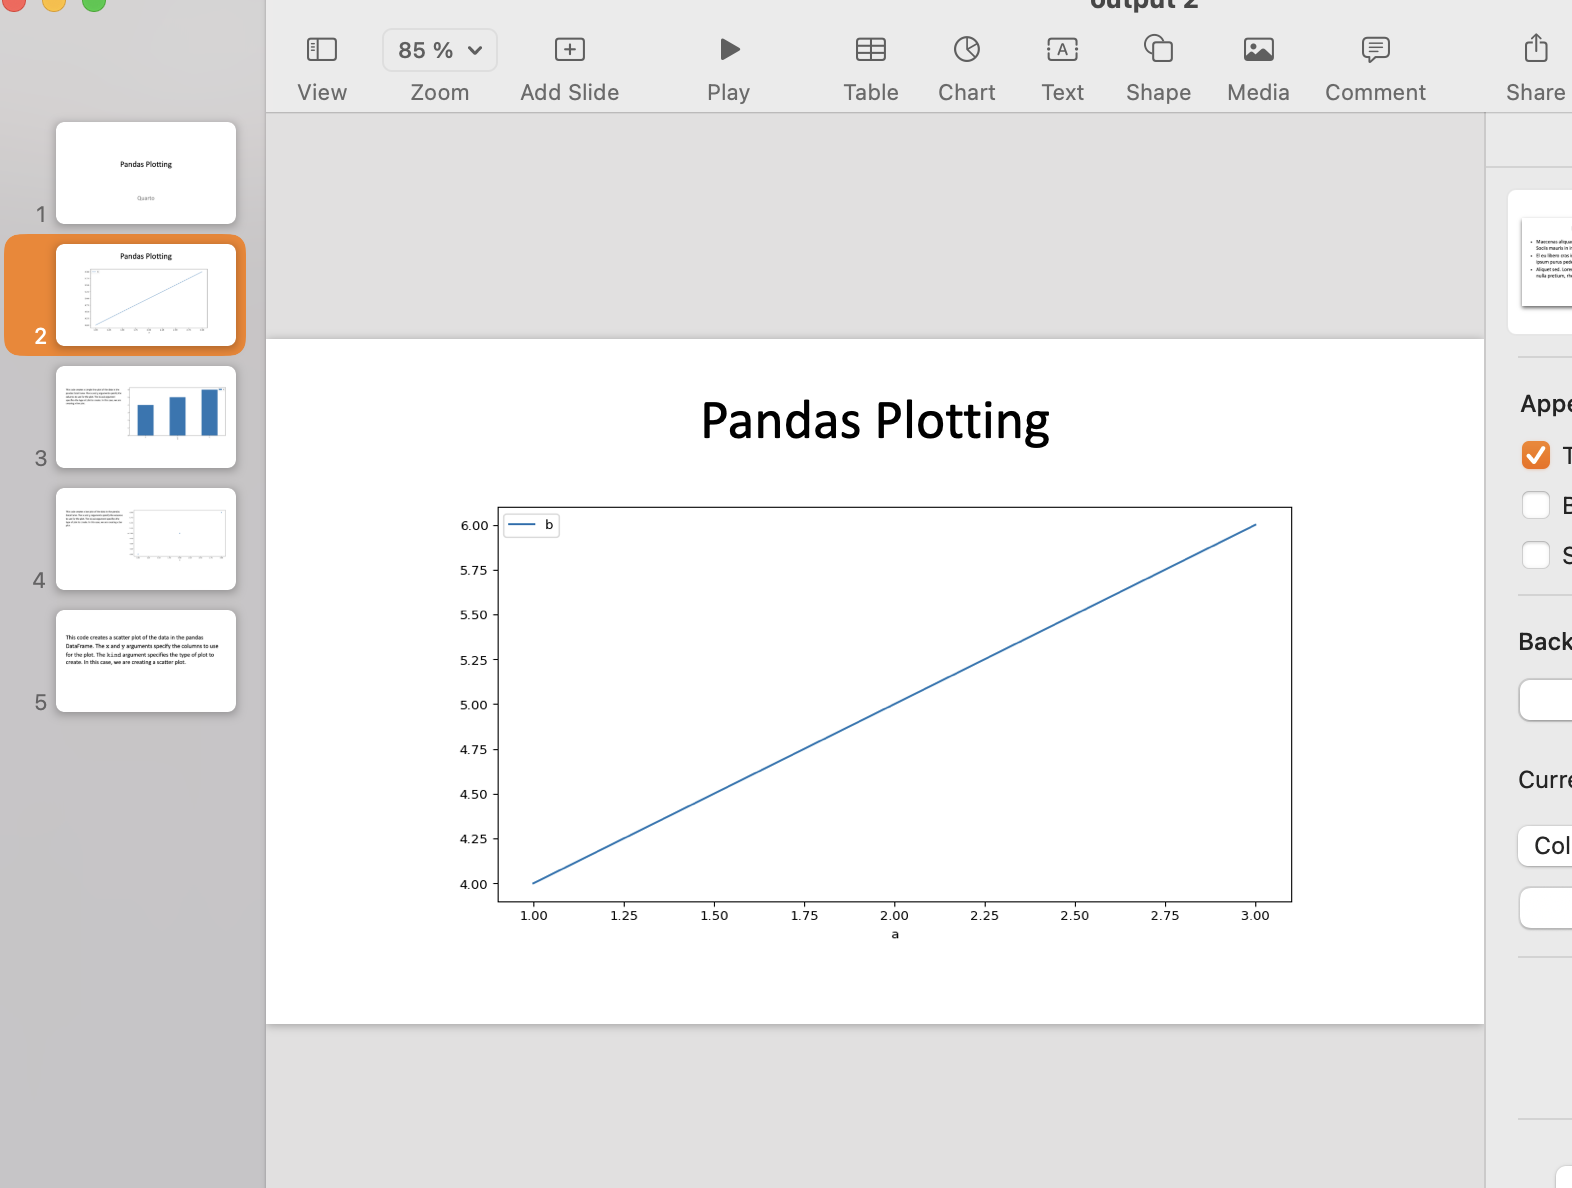 output 2
85 %
View
Zoom
Add Slide
Play
Table
Chart
Text
Shape
Media
Comment
Share
Pandas Plotting
Quarto
1
Pandas Plotting
2
3
4
This code creates a scatter plot of the data in the pandas
DataFrame. The x and y arguments specify the columns to use
for the plot. The kind argument specifies the type of plot to
create. In this case, we are creating a scatter plot.
5
Pandas Plotting
b
6.00
5.75
5.50
5.25
5.00
4.75
4.50
4.25
4.00
1.00 1.25 1.50 1.75 2.00 2.25 2.50 2.75 3.00
a
Appe
T
B
S
Back
Curre
Col